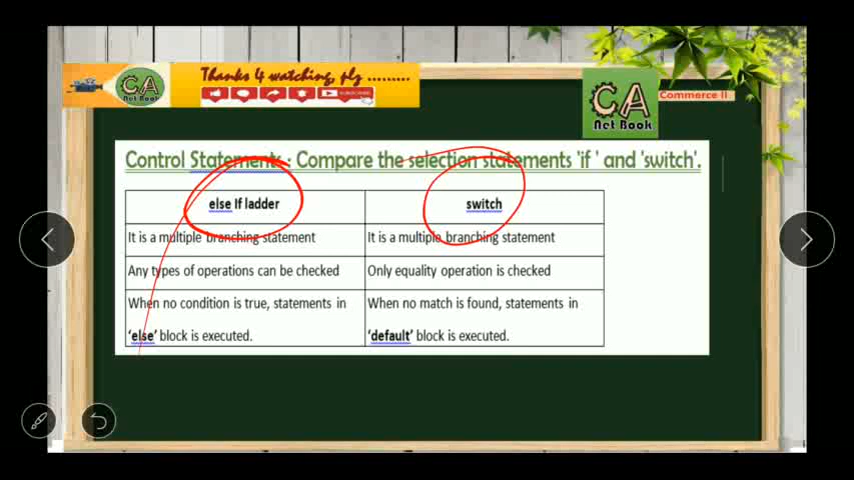 Thanks 4 watching, plz .........
CA
Net Book
SUBSCRIBE
CA
Net Book
Commerce II
Control Statements : Compare the selection statements 'if ' and 'switch'.
else If ladder
switch
It is a multiple branching statement
It is a multiple branching statement
Any types of operations can be checked
Only equality operation is checked
When no condition is true, statements in
'else' block is executed.
When no match is found, statements in
'default' block is executed.